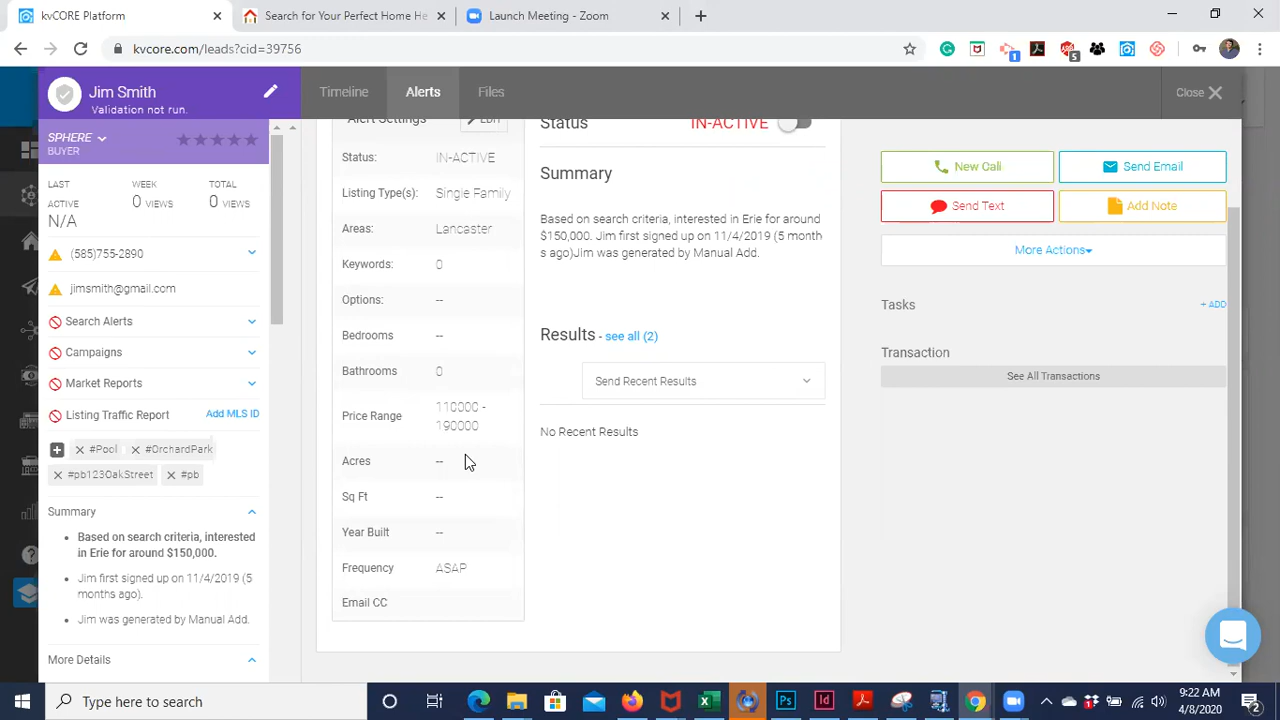 kvCORE Platform
Search for Your Perfect Home He
Launch Meeting - Zoom
kvcore.com/leads?cid=39756
1
5
Jim Smith
Validation not run.
Timeline
Alerts
Files
Close
SPHERE
BUYER
LAST ACTIVE
N/A
WEEK
0 VIEWS
TOTAL
0 VIEWS
(585)755-2890
jimsmith@gmail.com
Search Alerts
Campaigns
Market Reports
Listing Traffic Report Add MLS ID
#Pool #OrchardPark
#pb123OakStreet #pb
Summary
Based on search criteria, interested
in Erie for around $150,000.
Jim first signed up on 11/4/2019 (5
months ago).
Jim was generated by Manual Add.
More Details
Alert Settings EDIT
Status: IN-ACTIVE
Listing Type(s): Single Family
Areas: Lancaster
Keywords: 0
Options: --
Bedrooms --
Bathrooms 0
Price Range 110000 -
190000
Acres --
Sq Ft --
Year Built --
Frequency ASAP
Email CC
Status IN-ACTIVE
Summary
Based on search criteria, interested in Erie for around
$150,000. Jim first signed up on 11/4/2019 (5 month
s ago)Jim was generated by Manual Add.
Results - see all (2)
Send Recent Results
No Recent Results
New Call
Send Email
Send Text
Add Note
More Actions
Tasks + ADD
Transaction
See All Transactions
Type here to search
9:22 AM
4/8/2020
2